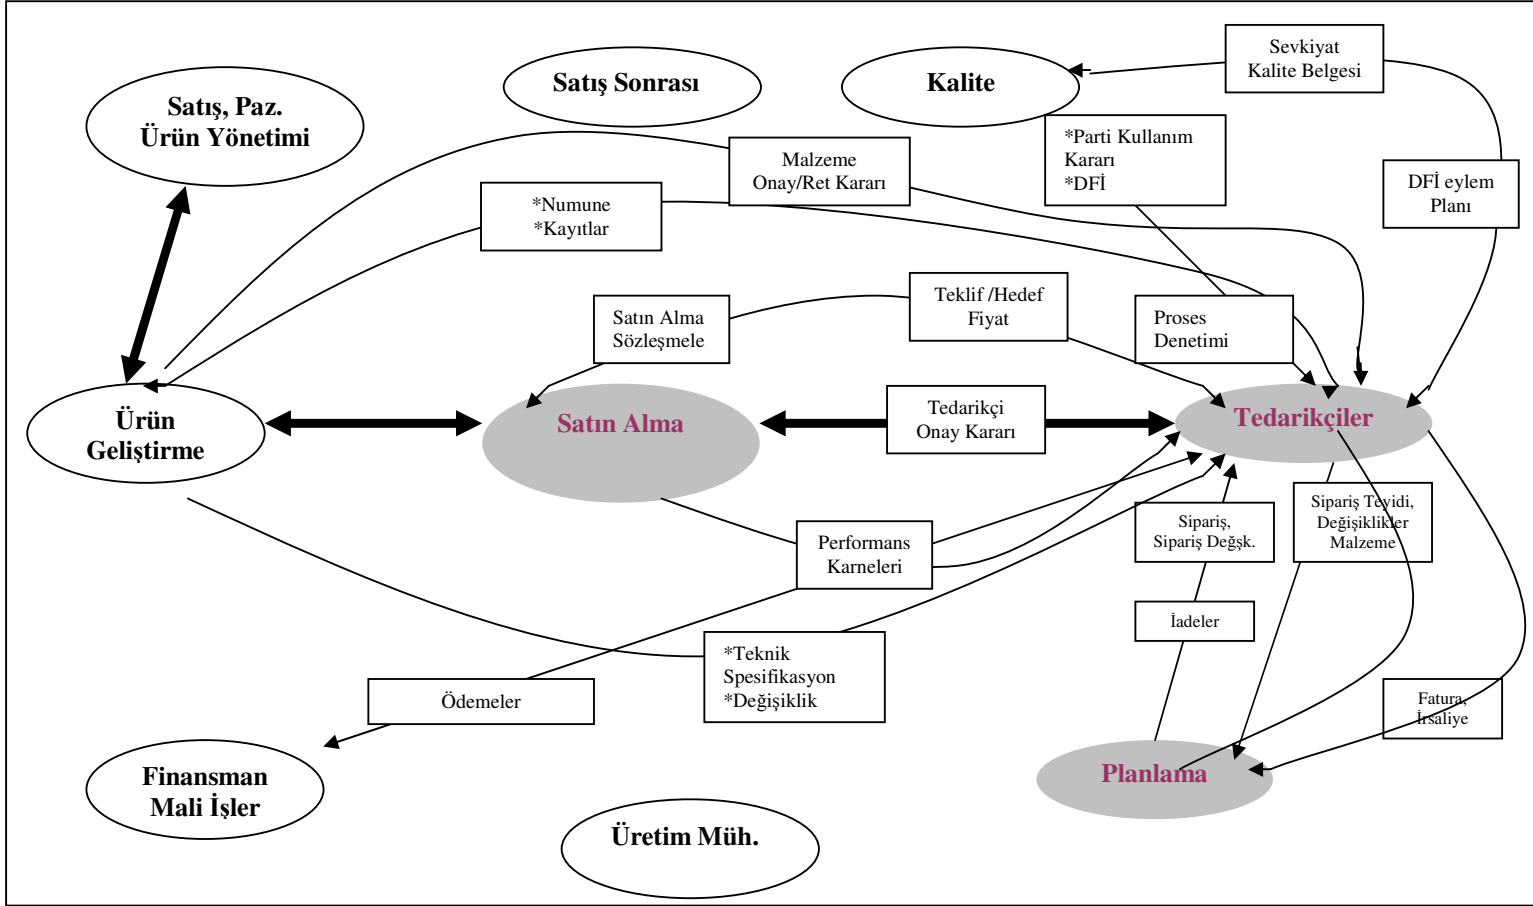 Satış, Paz.
Ürün Yönetimi
Satış Sonrası
Kalite
Sevkiyat
Kalite Belgesi
*Parti Kullanım
Kararı
*DFİ
DFİ eylem
Planı
Malzeme
Onay/Ret Kararı
*Numune
*Kayıtlar
Teklif /Hedef
Fiyat
Satın Alma
Sözleşmele
Proses
Denetimi
Ürün
Geliştirme
Satın Alma
Tedarikçi
Onay Kararı
Tedarikçiler
Performans
Karneleri
Sipariş,
Sipariş Değşk.
Sipariş Teyidi,
Değişiklikler
Malzeme
İadeler
*Teknik
Spesifikasyon
*Değişiklik
Ödemeler
Fatura,
İrsaliye
Finansman
Mali İşler
Planlama
Üretim Müh.